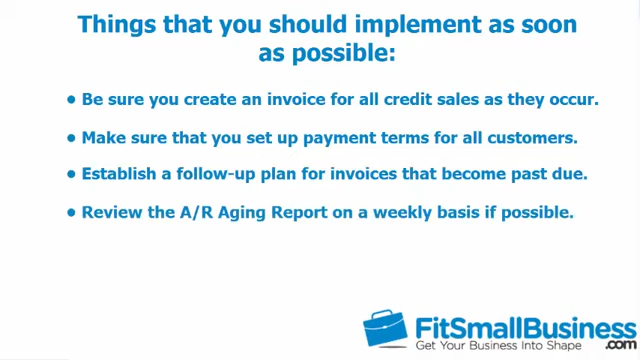 Things that you should implement as soon
as possible:
• Be sure you create an invoice for all credit sales as they occur.
• Make sure that you set up payment terms for all customers.
• Establish a follow-up plan for invoices that become past due.
• Review the A/R Aging Report on a weekly basis if possible.
FitSmallBusiness
Get Your Business Into Shape .com